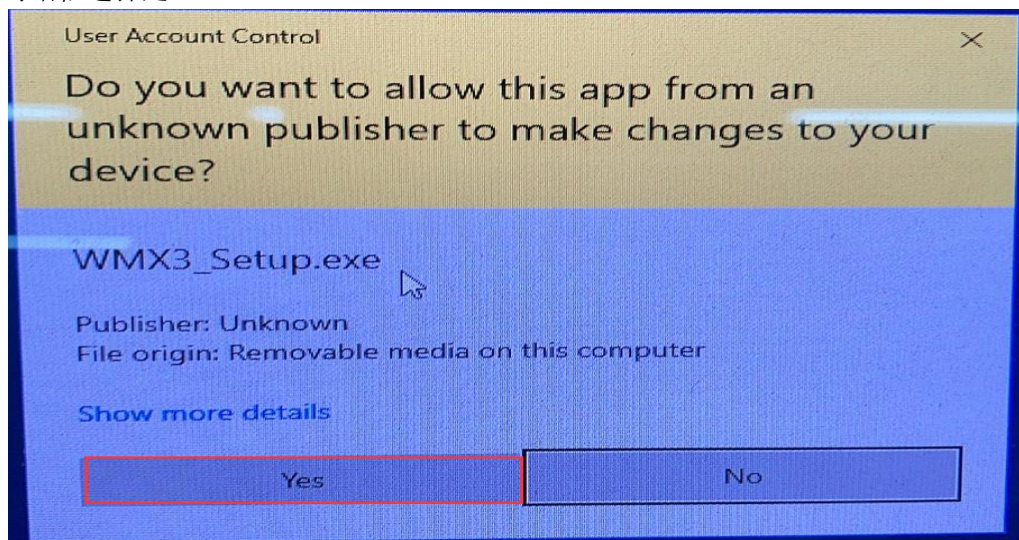 User Account Control
Do you want to allow this app from an
unknown publisher to make changes to your
device?
WMX3_Setup.exe
Publisher: Unknown
File origin: Removable media on this computer
Show more details
Yes
No